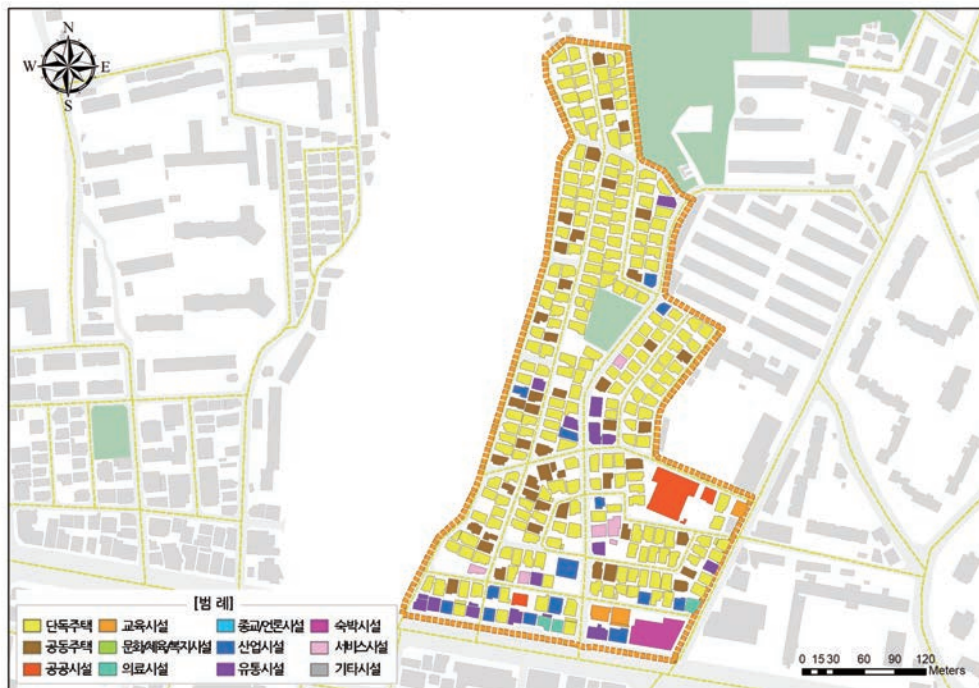 N
W E
S
[범 례]
단독주택 교육시설 종교/언론시설 숙박시설
공동주택 문화/체육/복지시설 산업시설 서비스시설
공공시설 의료시설 유통시설 기타시설
0 15 30 60 90 120
Meters